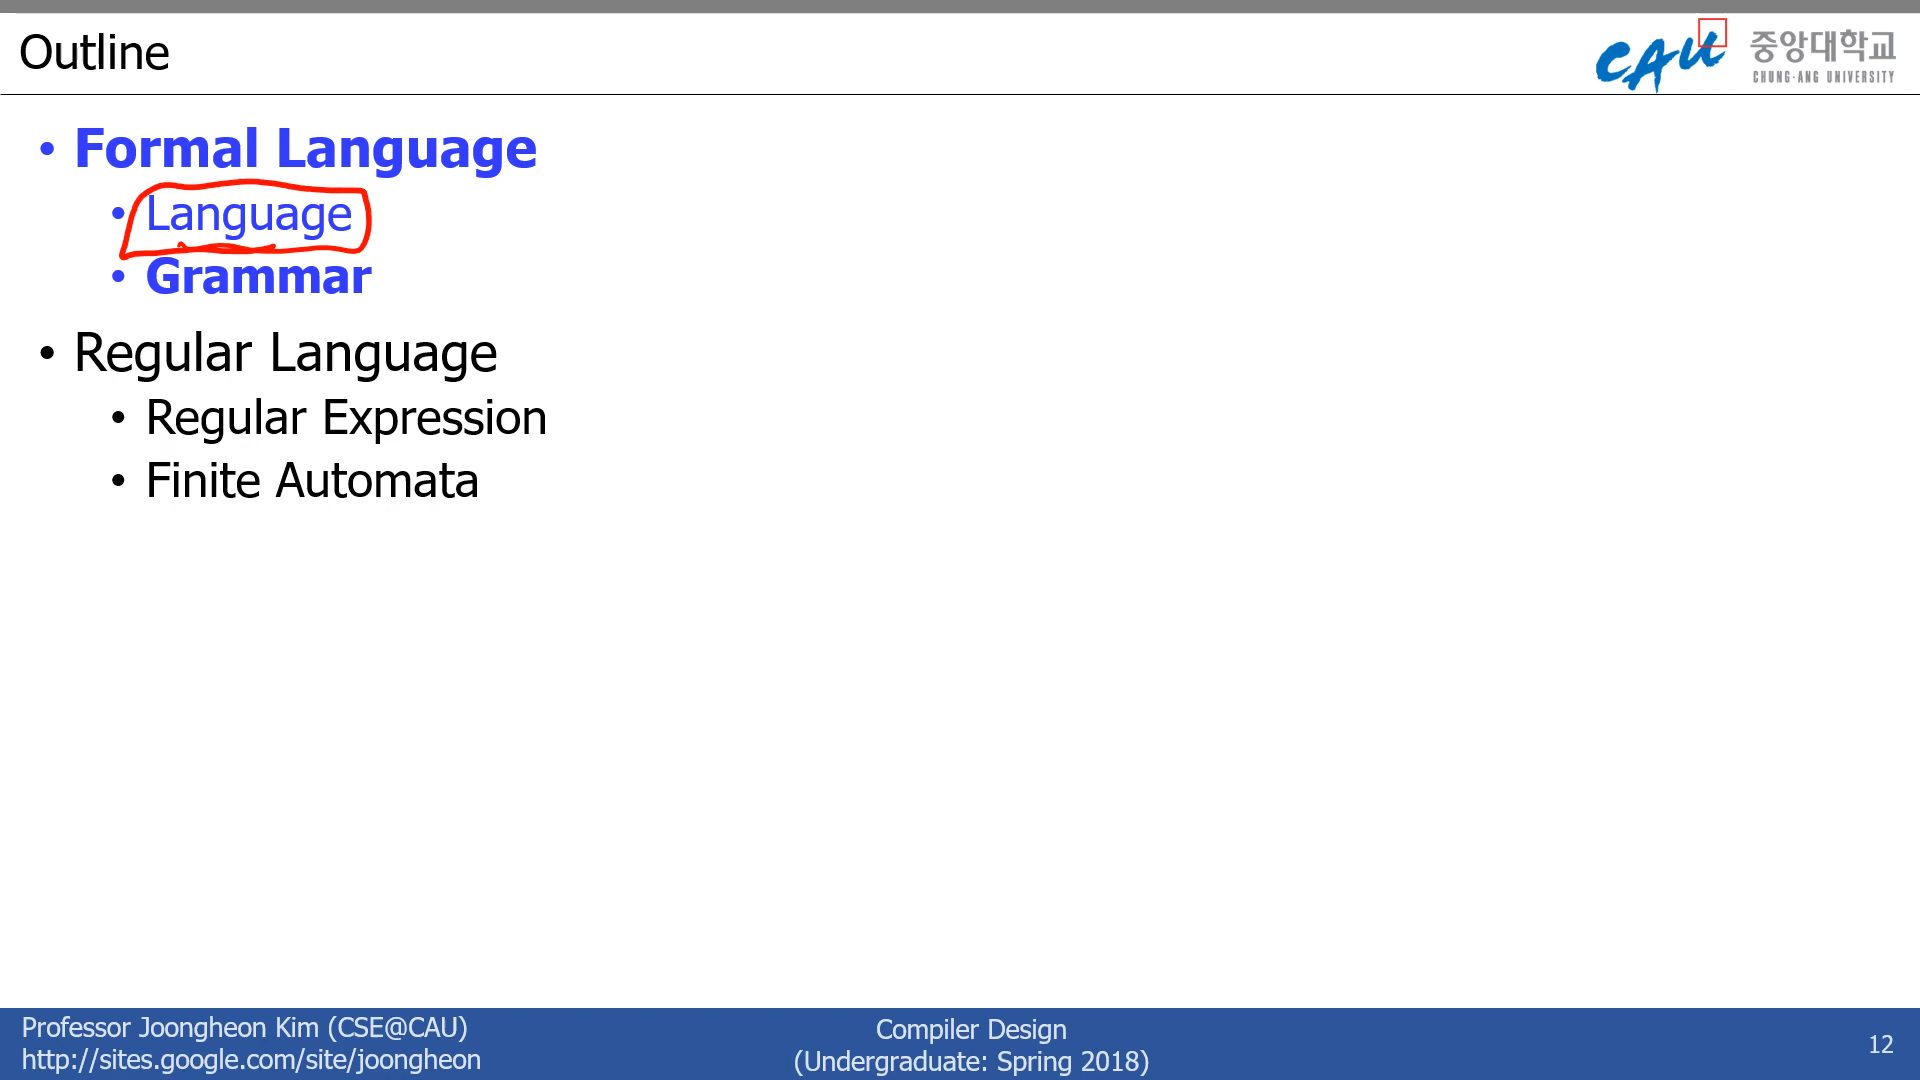 Outline
CAU 중앙대학교
CHUNG-ANG UNIVERSITY
• Formal Language
• Language
• Grammar
• Regular Language
• Regular Expression
• Finite Automata
Professor Joongheon Kim (CSE@CAU)
http://sites.google.com/site/joongheon
Compiler Design
(Undergraduate: Spring 2018)
12